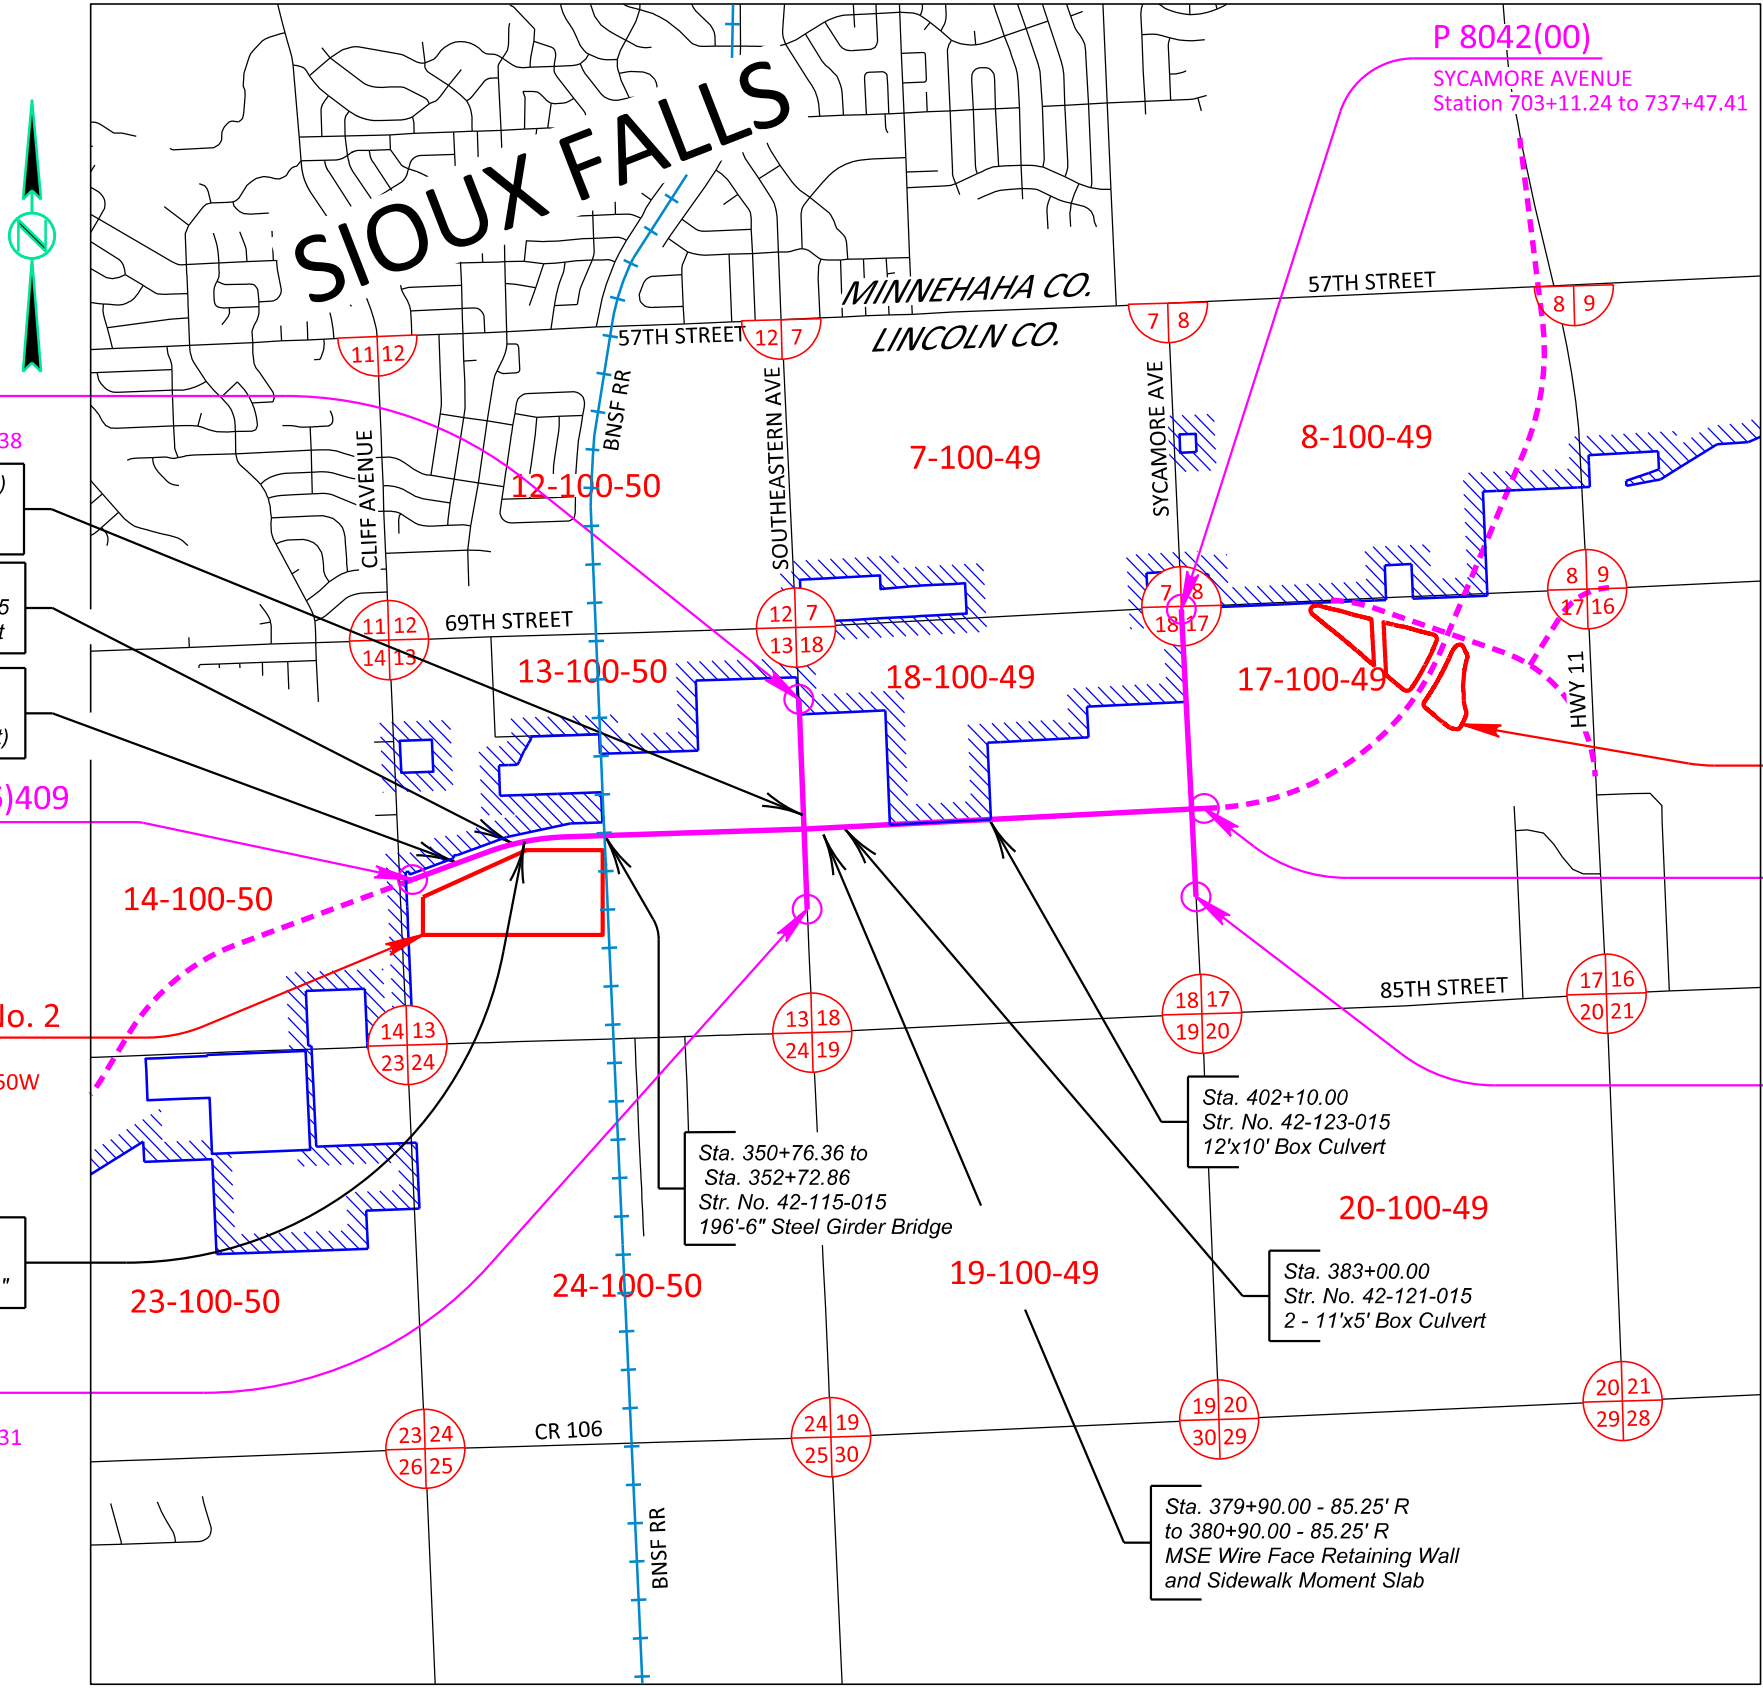 P 8042(00)
SYCAMORE AVENUE
Station 703+11.24 to 737+47.41
SIOUX FALLS
N
MINNEHAHA CO.
LINCOLN CO.
57TH STREET
57TH STREET
11 12
12 7
7 8
8 9
BNSF RR
CLIFF AVENUE
SOUTHEASTERN AVE
SYCAMORE AVE
38
)
12-100-50
7-100-49
8-100-49
5
t
69TH STREET
11 12
14 13
12 7
13 18
7 8
18 17
8 9
17 16
13-100-50
18-100-49
17-100-49
HWY 11
t)
)409
14-100-50
No. 2
50W
85TH STREET
14 13
23 24
13 18
24 19
18 17
19 20
17 16
20 21
Sta. 402+10.00
Str. No. 42-123-015
12'x10' Box Culvert
Sta. 350+76.36 to
Sta. 352+72.86
Str. No. 42-115-015
196'-6" Steel Girder Bridge
20-100-49
"
23-100-50
24-100-50
19-100-49
Sta. 383+00.00
Str. No. 42-121-015
2 - 11'x5' Box Culvert
31
CR 106
23 24
26 25
24 19
25 30
19 20
30 29
20 21
29 28
BNSF RR
Sta. 379+90.00 - 85.25' R
to 380+90.00 - 85.25' R
MSE Wire Face Retaining Wall
and Sidewalk Moment Slab